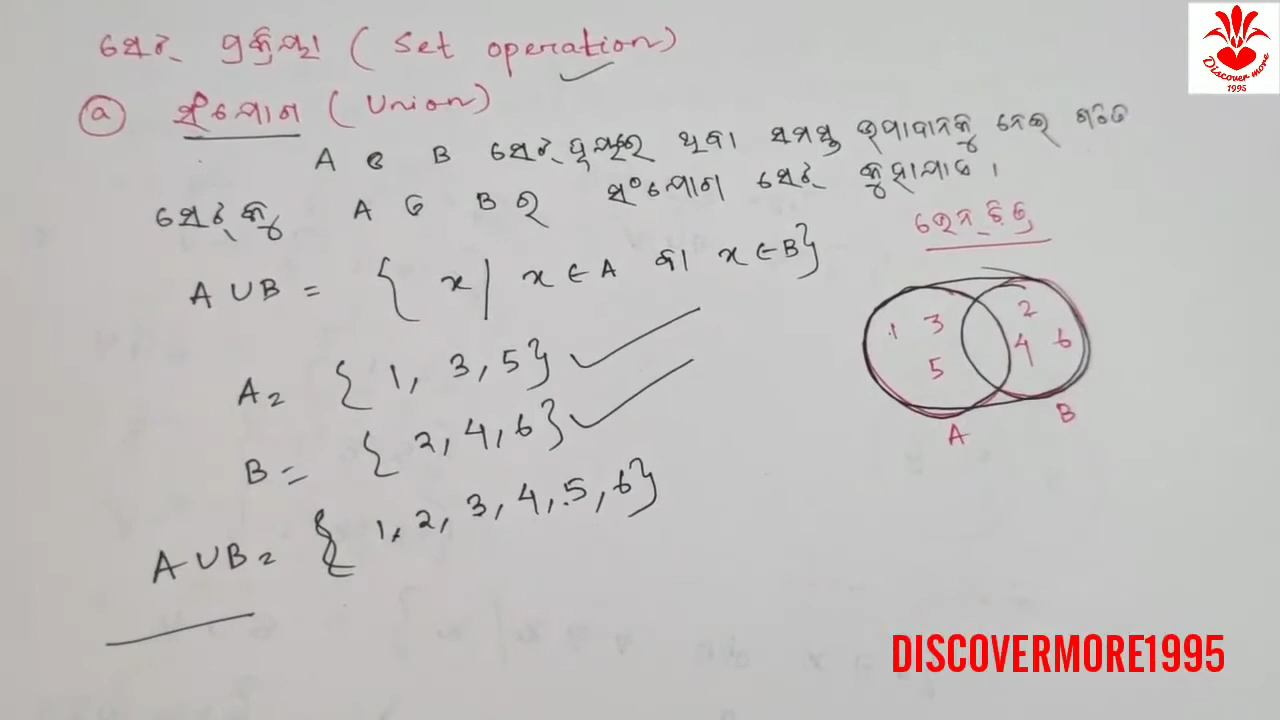 ସେଟ୍ ପ୍ରକ୍ରିୟା (Set operation)
ⓐ ସଂଯୋଗ (Union)
A ଓ B ସେଟ୍ ଦ୍ୱୟରେ ଥିବା ସମସ୍ତ ଉପାଦାନକୁ ନେଇ ଗଠିତ
ସେଟ୍ କୁ A ଓ B ର ସଂଯୋଗ ସେଟ୍ କୁହାଯାଏ ।
ଭେନ୍ ଚିତ୍ର
A ∪ B = { x | x ∈ A ବା x ∈ B}
A = { 1, 3, 5}
B = { 2, 4, 6}
A ∪ B = { 1, 2, 3, 4, 5, 6}
1 3 5 2 4 6
A B
Discover more
1995
DISCOVERMORE1995